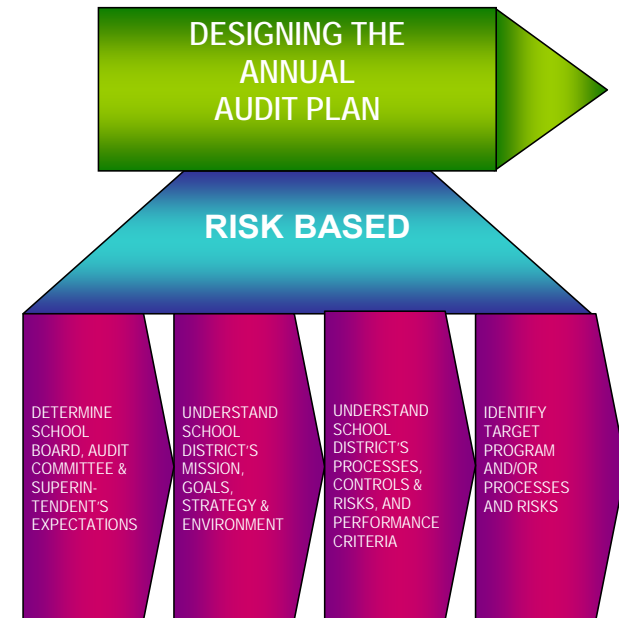 DESIGNING THE
ANNUAL
AUDIT PLAN
RISK BASED
DETERMINE
SCHOOL
BOARD, AUDIT
COMMITTEE &
SUPERIN-
TENDENT'S
EXPECTATIONS
UNDERSTAND
SCHOOL
DISTRICT'S
MISSION,
GOALS,
STRATEGY &
ENVIRONMENT
UNDERSTAND
SCHOOL
DISTRICT'S
PROCESSES,
CONTROLS &
RISKS, AND
PERFORMANCE
CRITERIA
IDENTIFY
TARGET
PROGRAM
AND/OR
PROCESSES
AND RISKS